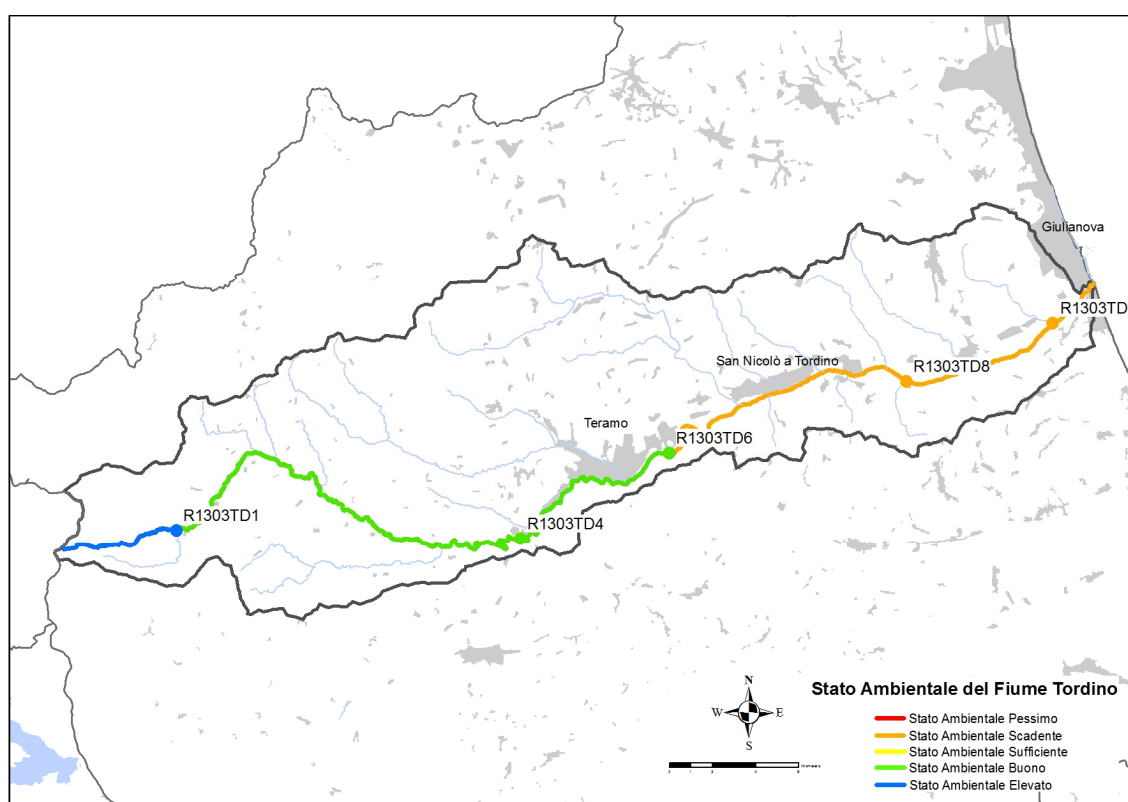 Giulianova
R1303TD
San Nicolò a Tordino
R1303TD8
Teramo
R1303TD6
R1303TD1
R1303TD4
N
W E
S
Stato Ambientale del Fiume Tordino
Stato Ambientale Pessimo
Stato Ambientale Scadente
Stato Ambientale Sufficiente
Stato Ambientale Buono
Stato Ambientale Elevato